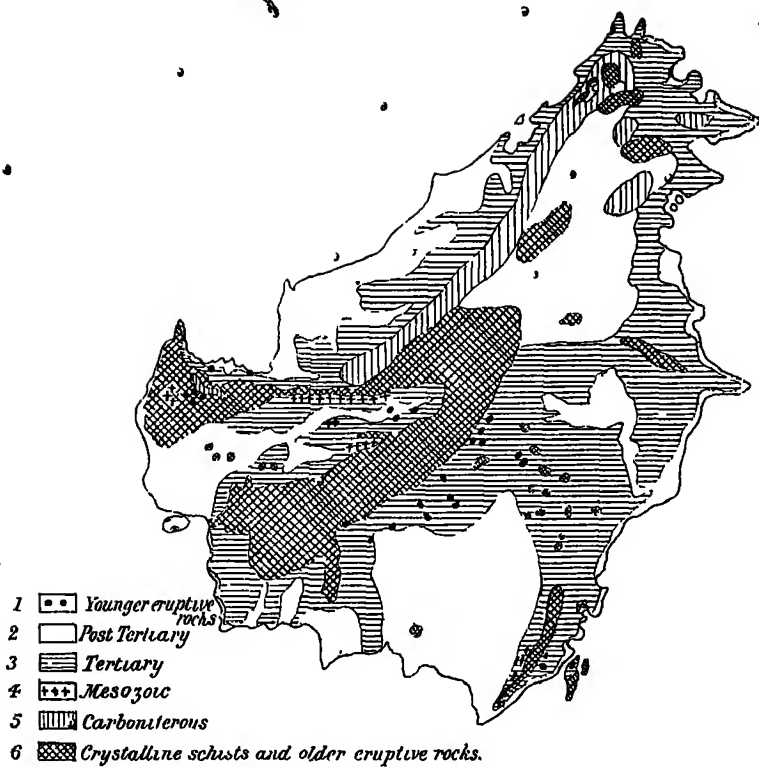 1 Younger eruptive
rocks
2 Post Tertiary
3 Tertiary
4 Mesozoic
5 Carboniferous
6 Crystalline schists and older eruptive rocks.